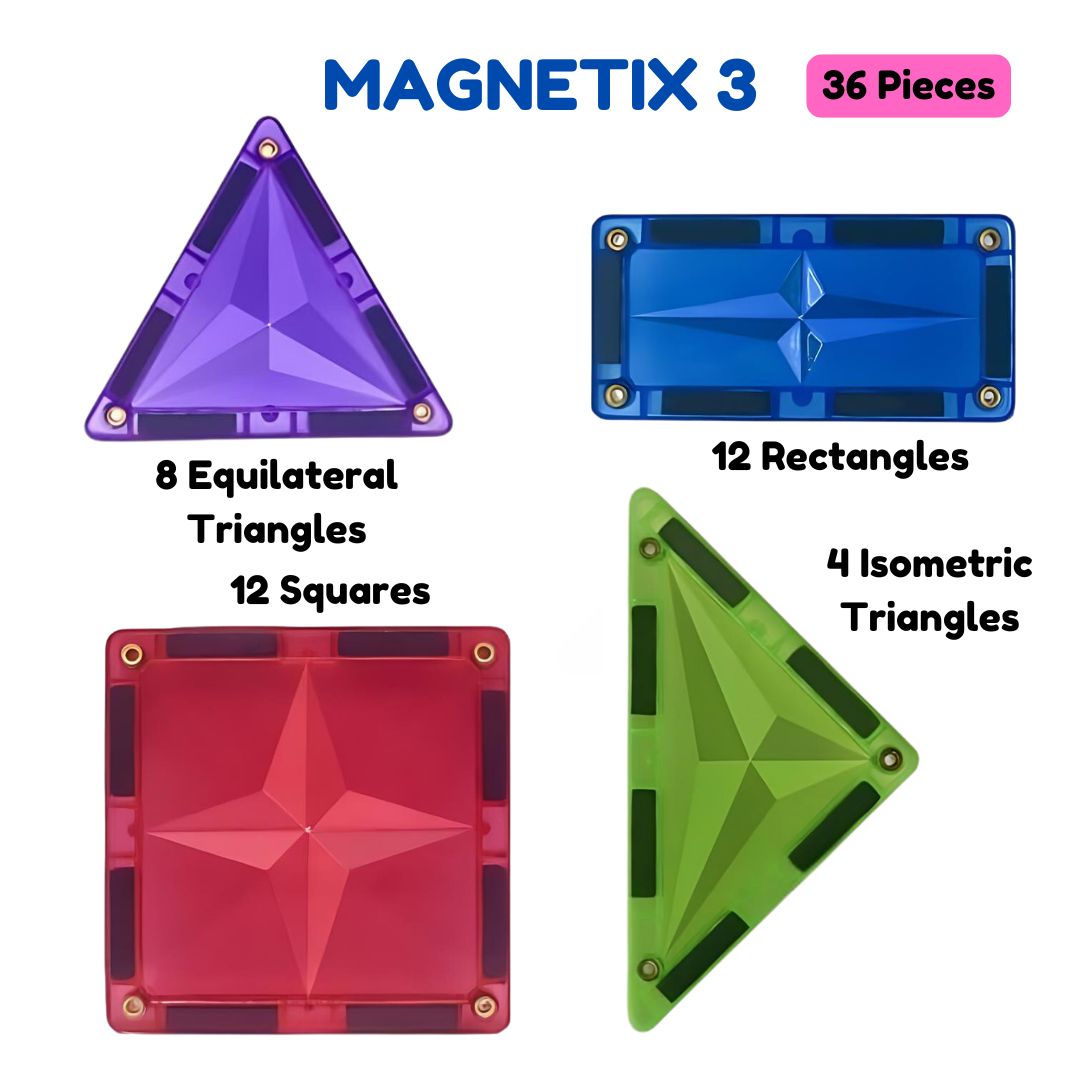 MAGNETIX 3
36 Pieces
8 Equilateral
Triangles
12 Rectangles
12 Squares
4 Isometric
Triangles